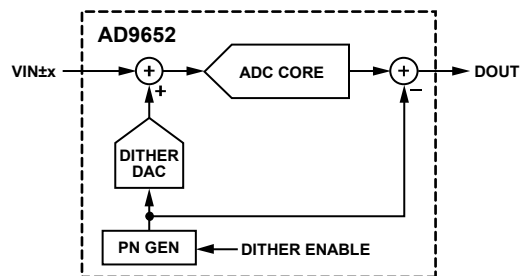 AD9652
VIN±x
+
+
ADC CORE
+
−
DOUT
DITHER
DAC
PN GEN
DITHER ENABLE